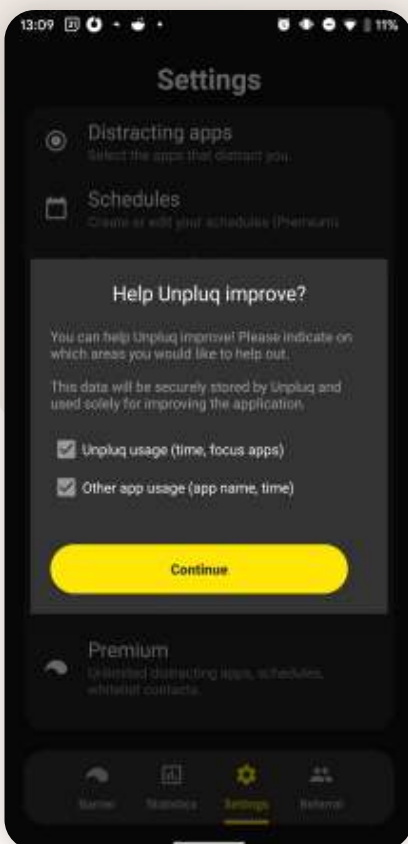 13:09
11%
Settings
Distracting apps
Select the apps that distract you.
Schedules
Create or edit your schedules (Premium)
Help Unpluq improve?
You can help Unpluq improve! Please indicate on
which areas you would like to help out.
This data will be securely stored by Unpluq and
used solely for improving the application.
Unpluq usage (time, focus apps)
Other app usage (app name, time)
Continue
Premium
Unlimited distracting apps, schedules,
whitelist contacts.
Barrier Statistics Settings Referral